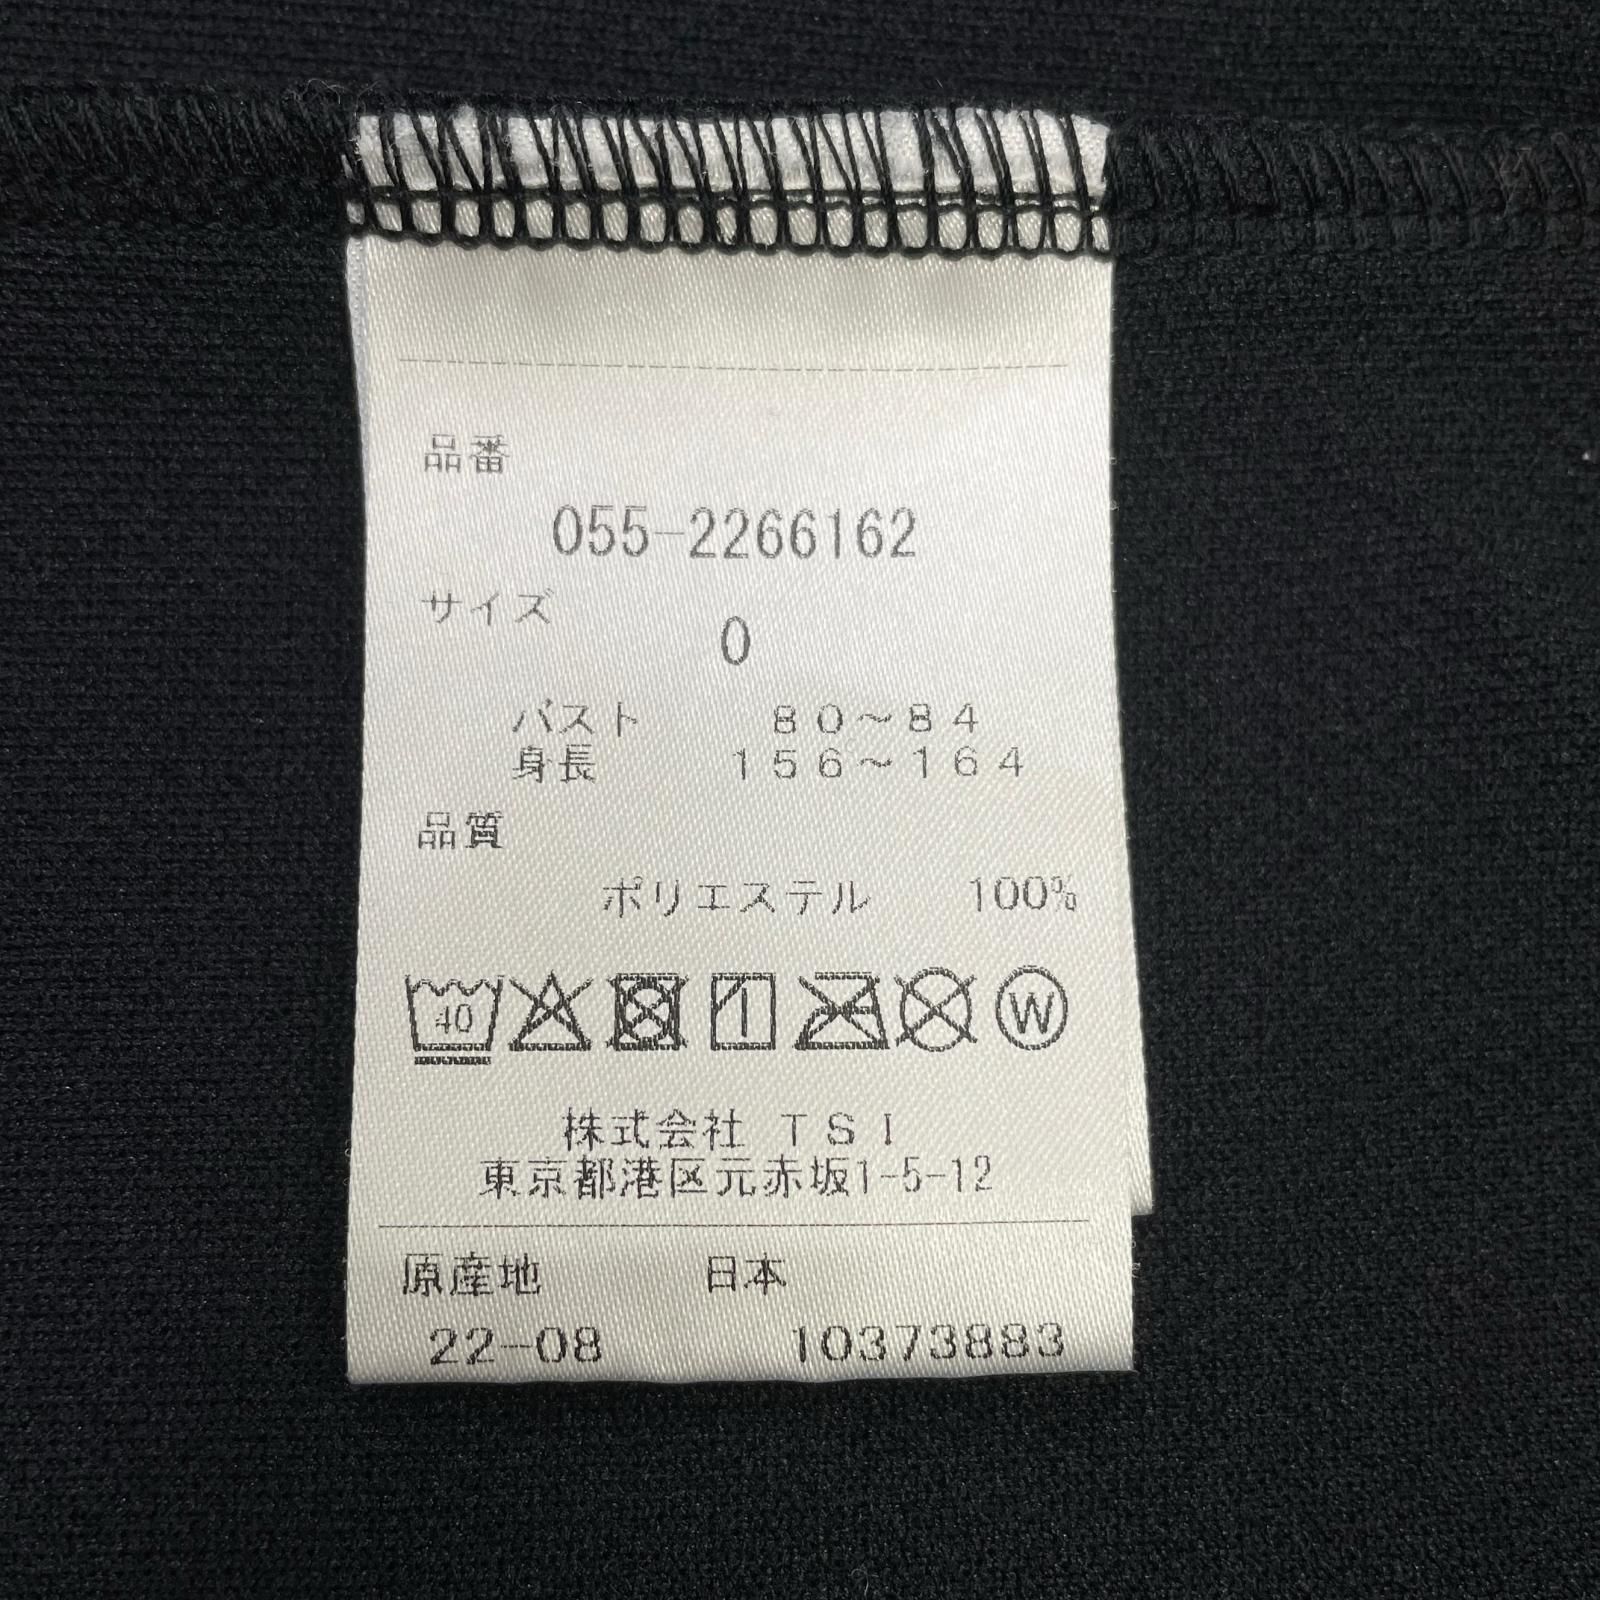 品番
055-2266162
サイズ
0
バスト 80～84
身長 156～164
品質
ポリエステル 100%
40
W
株式会社 TSI
東京都港区元赤坂1-5-12
原産地 日本
22-08 10373883